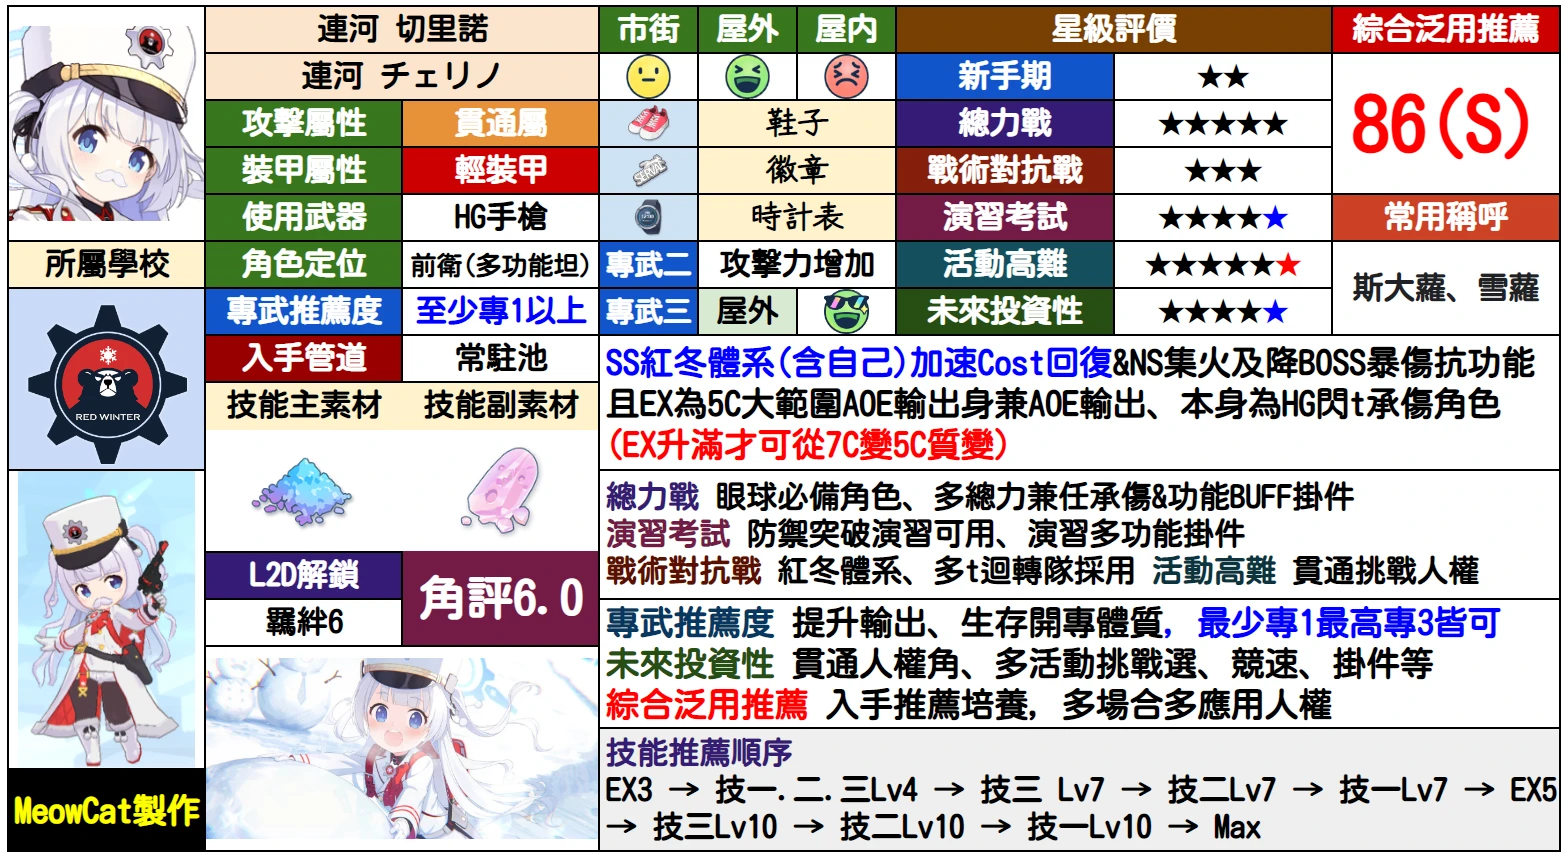 連河 切里諾
市街
屋外
屋内
星級評價
綜合泛用推薦
連河 チェリノ
新手期
★★
86(S)
攻擊屬性
貫通屬
鞋子
總力戰
★★★★★
裝甲屬性
輕裝甲
SERVAL
徽章
戰術對抗戰
★★★
使用武器
HG手槍
時計表
演習考試
★★★★★
常用稱呼
所屬學校
角色定位
前衛(多功能坦)
專武二
攻擊力增加
活動高難
★★★★★★
斯大蘿、雪蘿
專武推薦度
至少專1以上
專武三
屋外
未來投資性
★★★★★
RED WINTER
入手管道
常駐池
SS紅冬體系(含自己)加速Cost回復&NS集火及降BOSS暴傷抗功能
且EX為5C大範圍AOE輸出身兼AOE輸出、本身為HG閃t承傷角色
(EX升滿才可從7C變5C質變)
技能主素材
技能副素材
總力戰 眼球必備角色、多總力兼任承傷&功能BUFF掛件
演習考試 防禦突破演習可用、演習多功能掛件
戰術對抗戰 紅冬體系、多t迴轉隊採用 活動高難 貫通挑戰人權
L2D解鎖
角評6.0
羈絆6
專武推薦度 提升輸出、生存開專體質, 最少專1最高專3皆可
未來投資性 貫通人權角、多活動挑戰選、競速、掛件等
綜合泛用推薦 入手推薦培養, 多場合多應用人權
技能推薦順序
EX3 → 技一.二.三Lv4 → 技三 Lv7 → 技二Lv7 → 技一Lv7 → EX5
→ 技三Lv10 → 技二Lv10 → 技一Lv10 → Max
MeowCat製作